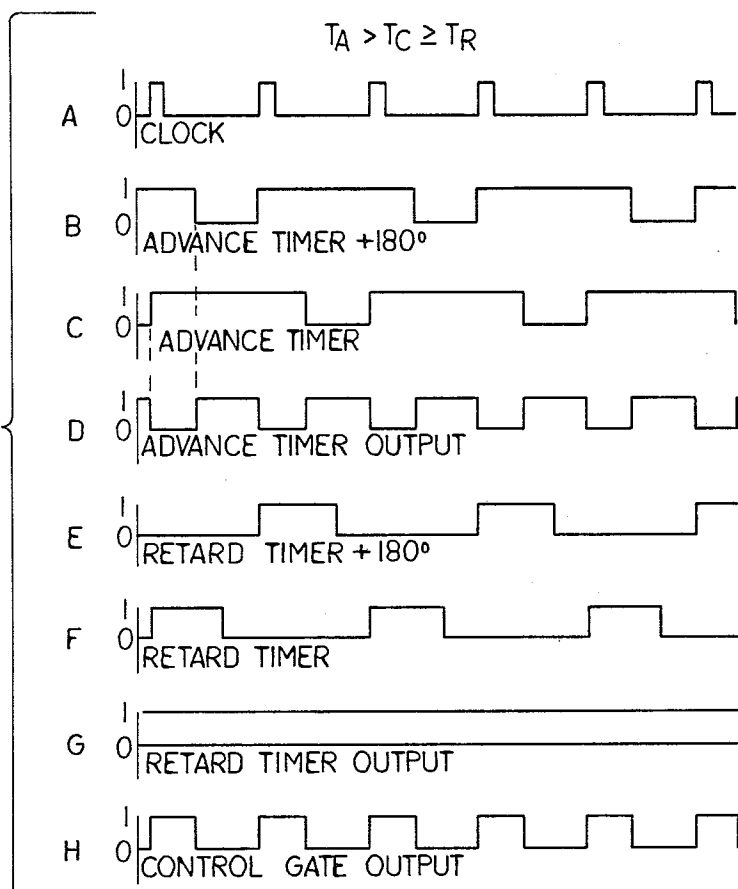 TA > TC ≥ TR
1
A 0
CLOCK
1
B 0
ADVANCE TIMER +180°
1
C 0
ADVANCE TIMER
1
D 0
ADVANCE TIMER OUTPUT
1
E 0
RETARD TIMER +180°
1
F 0
RETARD TIMER
1
G 0
RETARD TIMER OUTPUT
1
H 0
CONTROL GATE OUTPUT